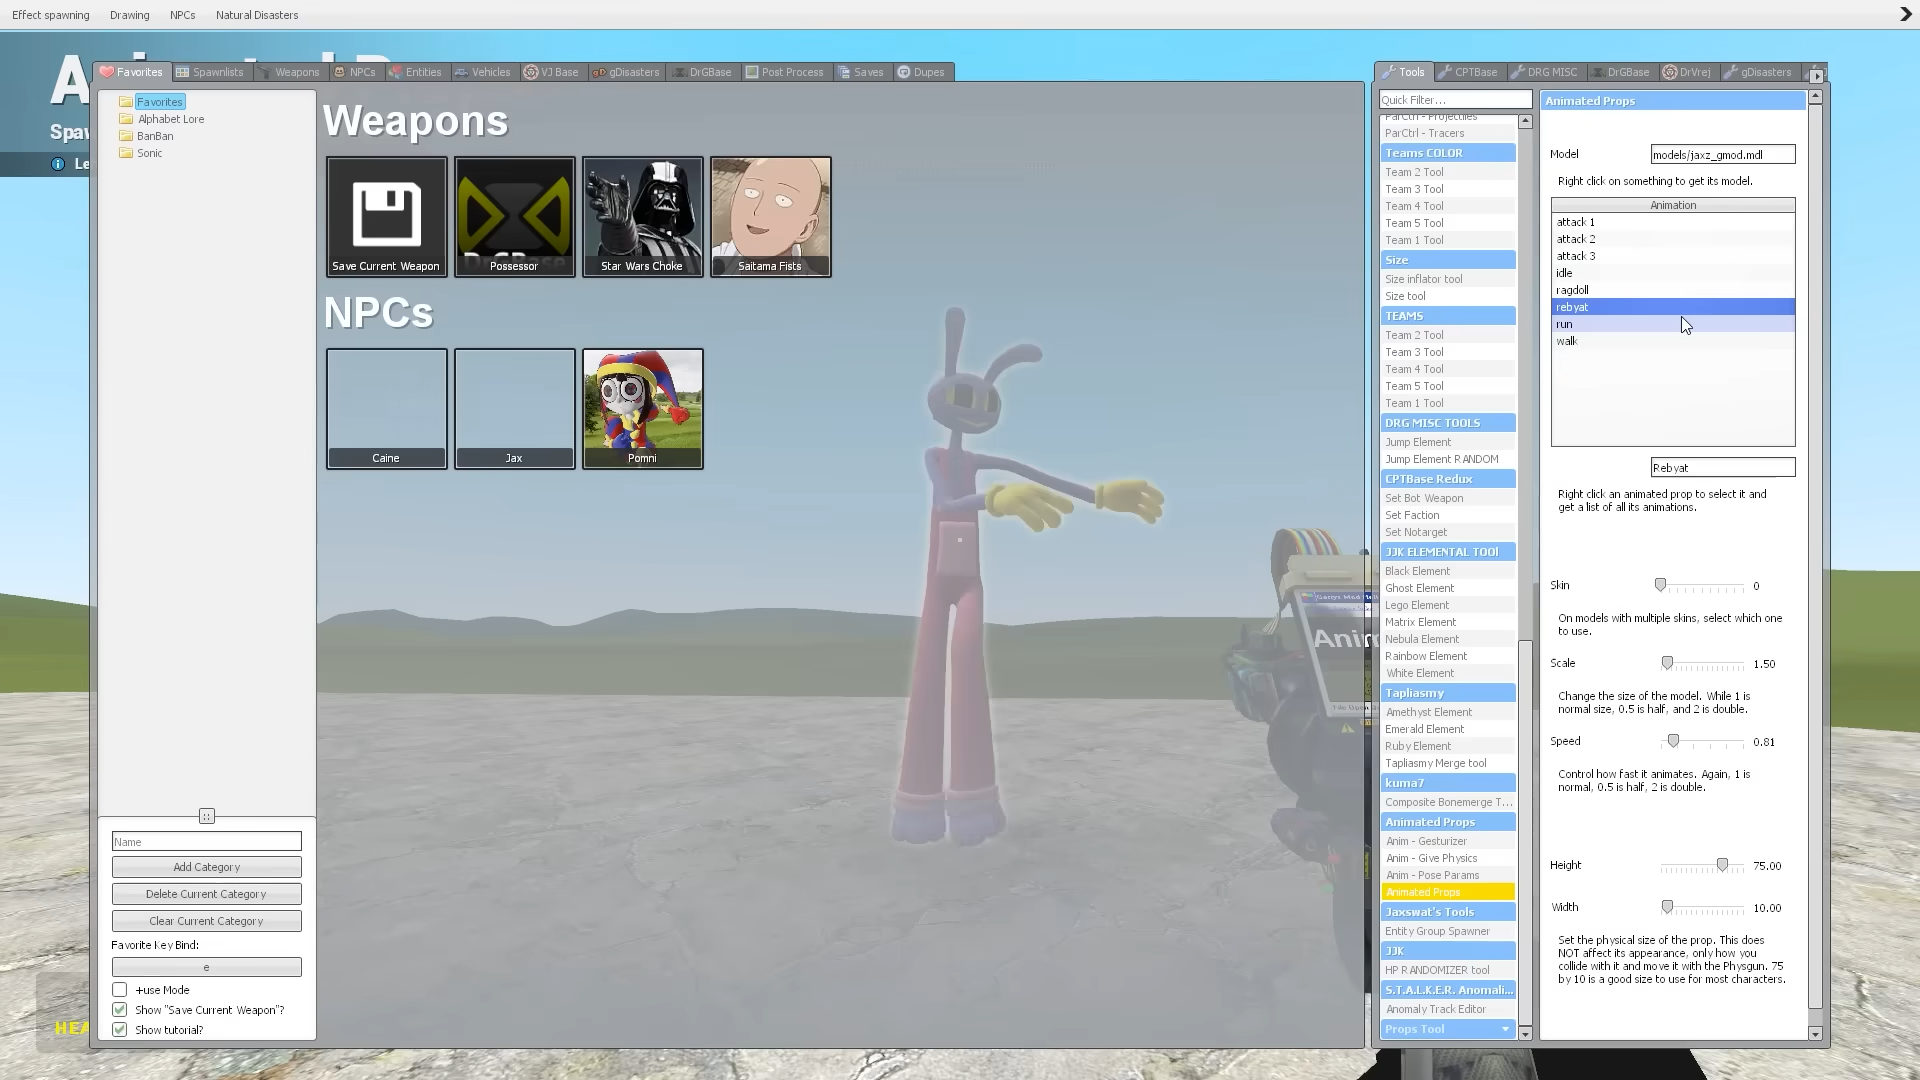 Effect spawning
Drawing
NPCs
Natural Disasters
Favorites
Spawnlists
Weapons
NPCs
Entities
Vehicles
VJ Base
gDisasters
DrGBase
Post Process
Saves
Dupes
Spaw
Le
Favorites
Alphabet Lore
BanBan
Sonic
Weapons
Save Current Weapon
Possessor
Star Wars Choke
Saitama Fists
NPCs
Caine
Jax
Pomni
Name
Add Category
Delete Current Category
Clear Current Category
Favorite Key Bind:
e
+use Mode
Show "Save Current Weapon"?
Show tutorial?
HEA
Anim
Tools
CPTBase
DRG MISC
DrGBase
DrVrej
gDisasters
Quick Filter...
ParCtrl - Projectiles
ParCtrl - Tracers
Teams COLOR
Team 2 Tool
Team 3 Tool
Team 4 Tool
Team 5 Tool
Team 1 Tool
Size
Size inflator tool
Size tool
TEAMS
Team 2 Tool
Team 3 Tool
Team 4 Tool
Team 5 Tool
Team 1 Tool
DRG MISC TOOLS
Jump Element
Jump Element RANDOM
CPTBase Redux
Set Bot Weapon
Set Faction
Set Notarget
JJK ELEMENTAL TOOl
Black Element
Ghost Element
Lego Element
Matrix Element
Nebula Element
Rainbow Element
White Element
Tapliasmy
Amethyst Element
Emerald Element
Ruby Element
Tapliasmy Merge tool
kuma7
Composite Bonemerge T...
Animated Props
Anim - Gesturizer
Anim - Give Physics
Anim - Pose Params
Animated Props
Jaxswat's Tools
Entity Group Spawner
JJK
HP RANDOMIZER tool
S.T.A.L.K.E.R. Anomali...
Anomaly Track Editor
Props Tool
Animated Props
Model
models/jaxz_gmod.mdl
Right click on something to get its model.
Animation
attack 1
attack 2
attack 3
idle
ragdoll
rebyat
run
walk
Rebyat
Right click an animated prop to select it and
get a list of all its animations.
Skin
0
On models with multiple skins, select which one
to use.
Scale
1.50
Change the size of the model. While 1 is
normal size, 0.5 is half, and 2 is double.
Speed
0.81
Control how fast it animates. Again, 1 is
normal, 0.5 is half, 2 is double.
Height
75.00
Width
10.00
Set the physical size of the prop. This does
NOT affect its appearance, only how you
collide with it and move it with the Physgun. 75
by 10 is a good size to use for most characters.